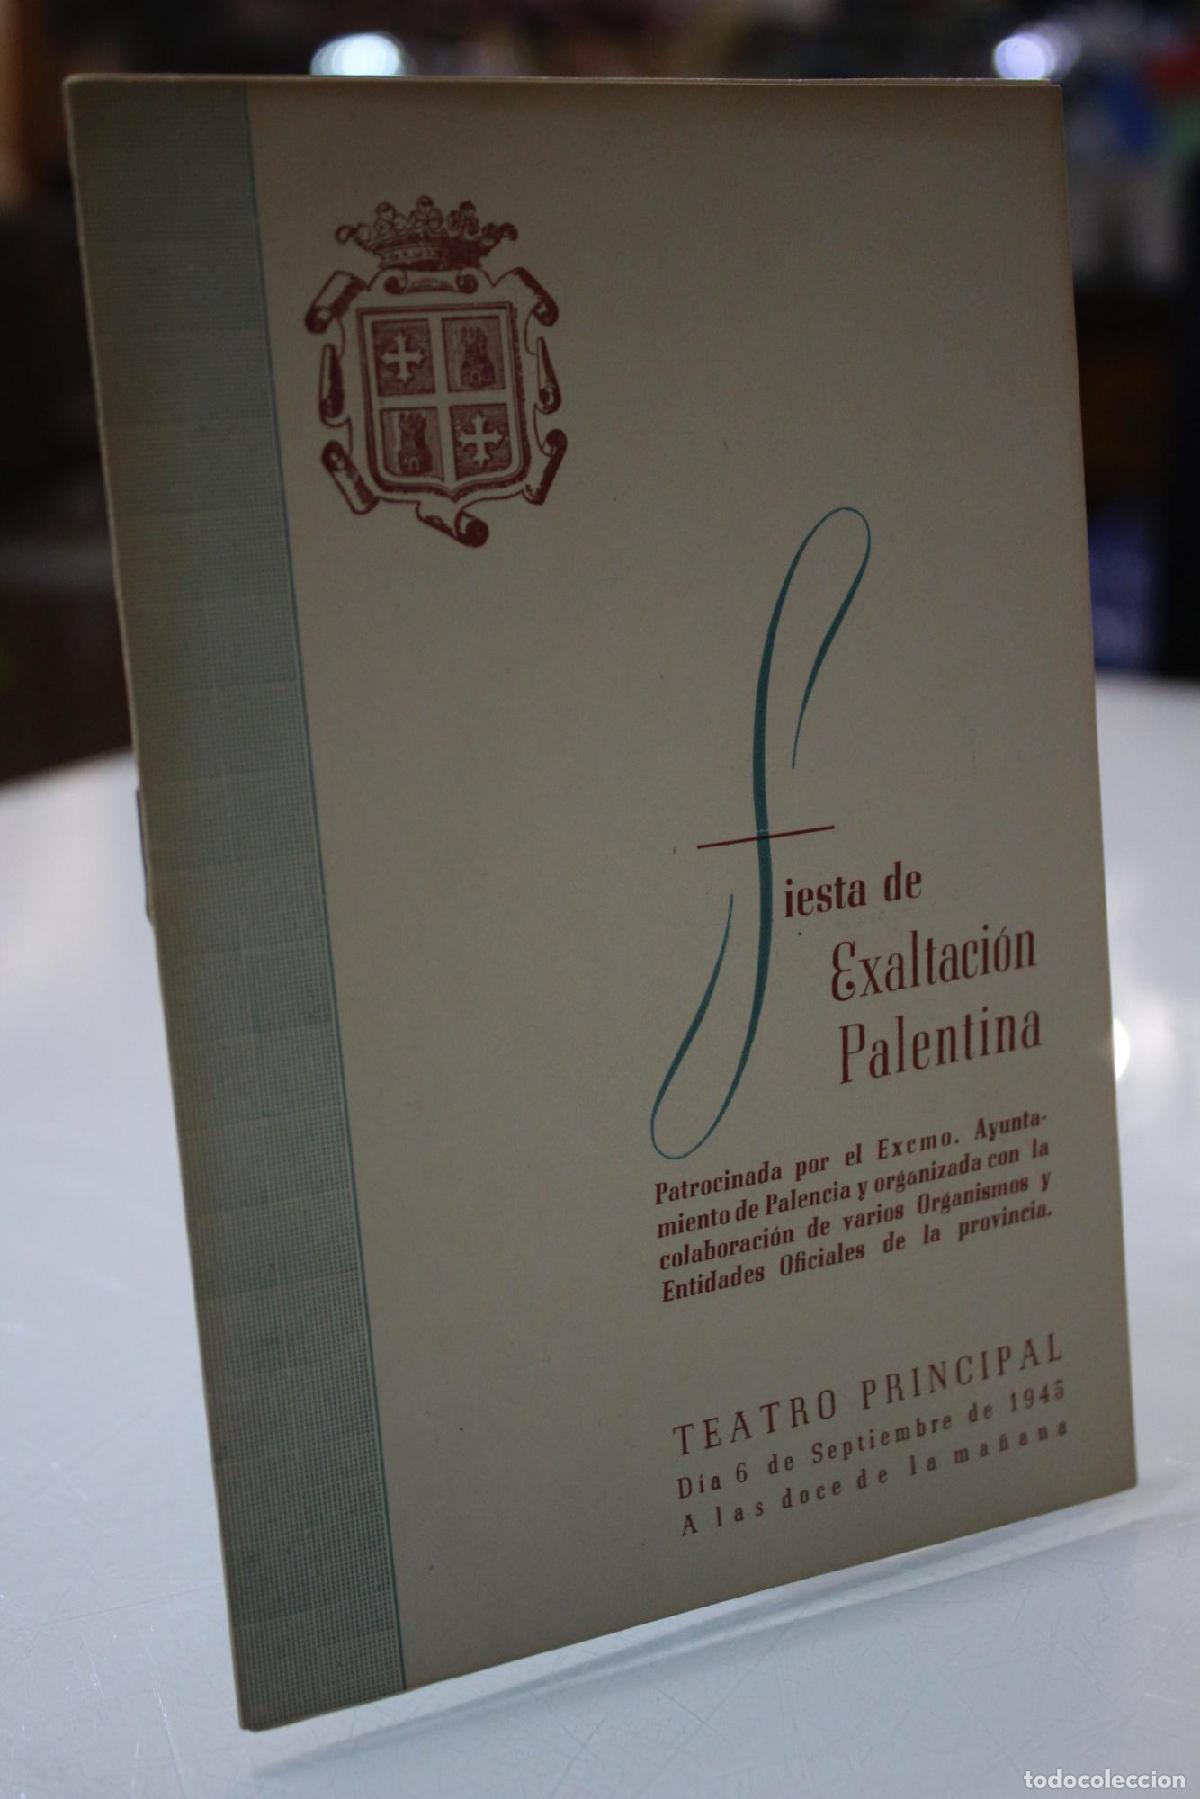 fiesta de
Exaltación
Palentina
Patrocinada por el Excmo. Ayunta-
miento de Palencia y organizada con la
colaboración de varios Organismos y
Entidades Oficiales de la provincia.
TEATRO PRINCIPAL
Día 6 de Septiembre de 1945
A las doce de la mañana
todocoleccion